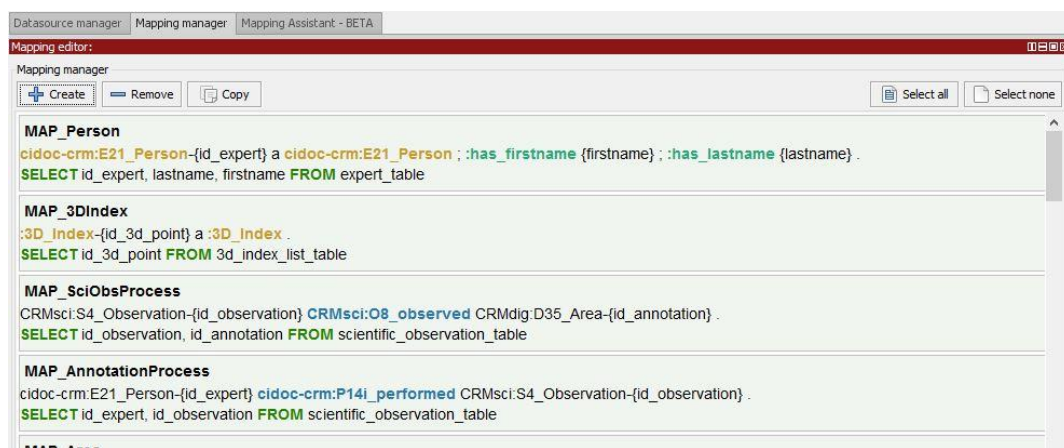 Datasource manager Mapping manager Mapping Assistant - BETA
Mapping editor:
Mapping manager
Create Remove Copy Select all Select none
MAP_Person
cidoc-crm:E21_Person-{id_expert} a cidoc-crm:E21_Person ; :has_firstname {firstname} ; :has_lastname {lastname} .
SELECT id_expert, lastname, firstname FROM expert_table
MAP_3DIndex
:3D_Index-{id_3d_point} a :3D_Index .
SELECT id_3d_point FROM 3d_index_list_table
MAP_SciObsProcess
CRMsci:S4_Observation-{id_observation} CRMsci:O8_observed CRMdig:D35_Area-{id_annotation} .
SELECT id_observation, id_annotation FROM scientific_observation_table
MAP_AnnotationProcess
cidoc-crm:E21_Person-{id_expert} cidoc-crm:P14i_performed CRMsci:S4_Observation-{id_observation} .
SELECT id_expert, id_observation FROM scientific_observation_table